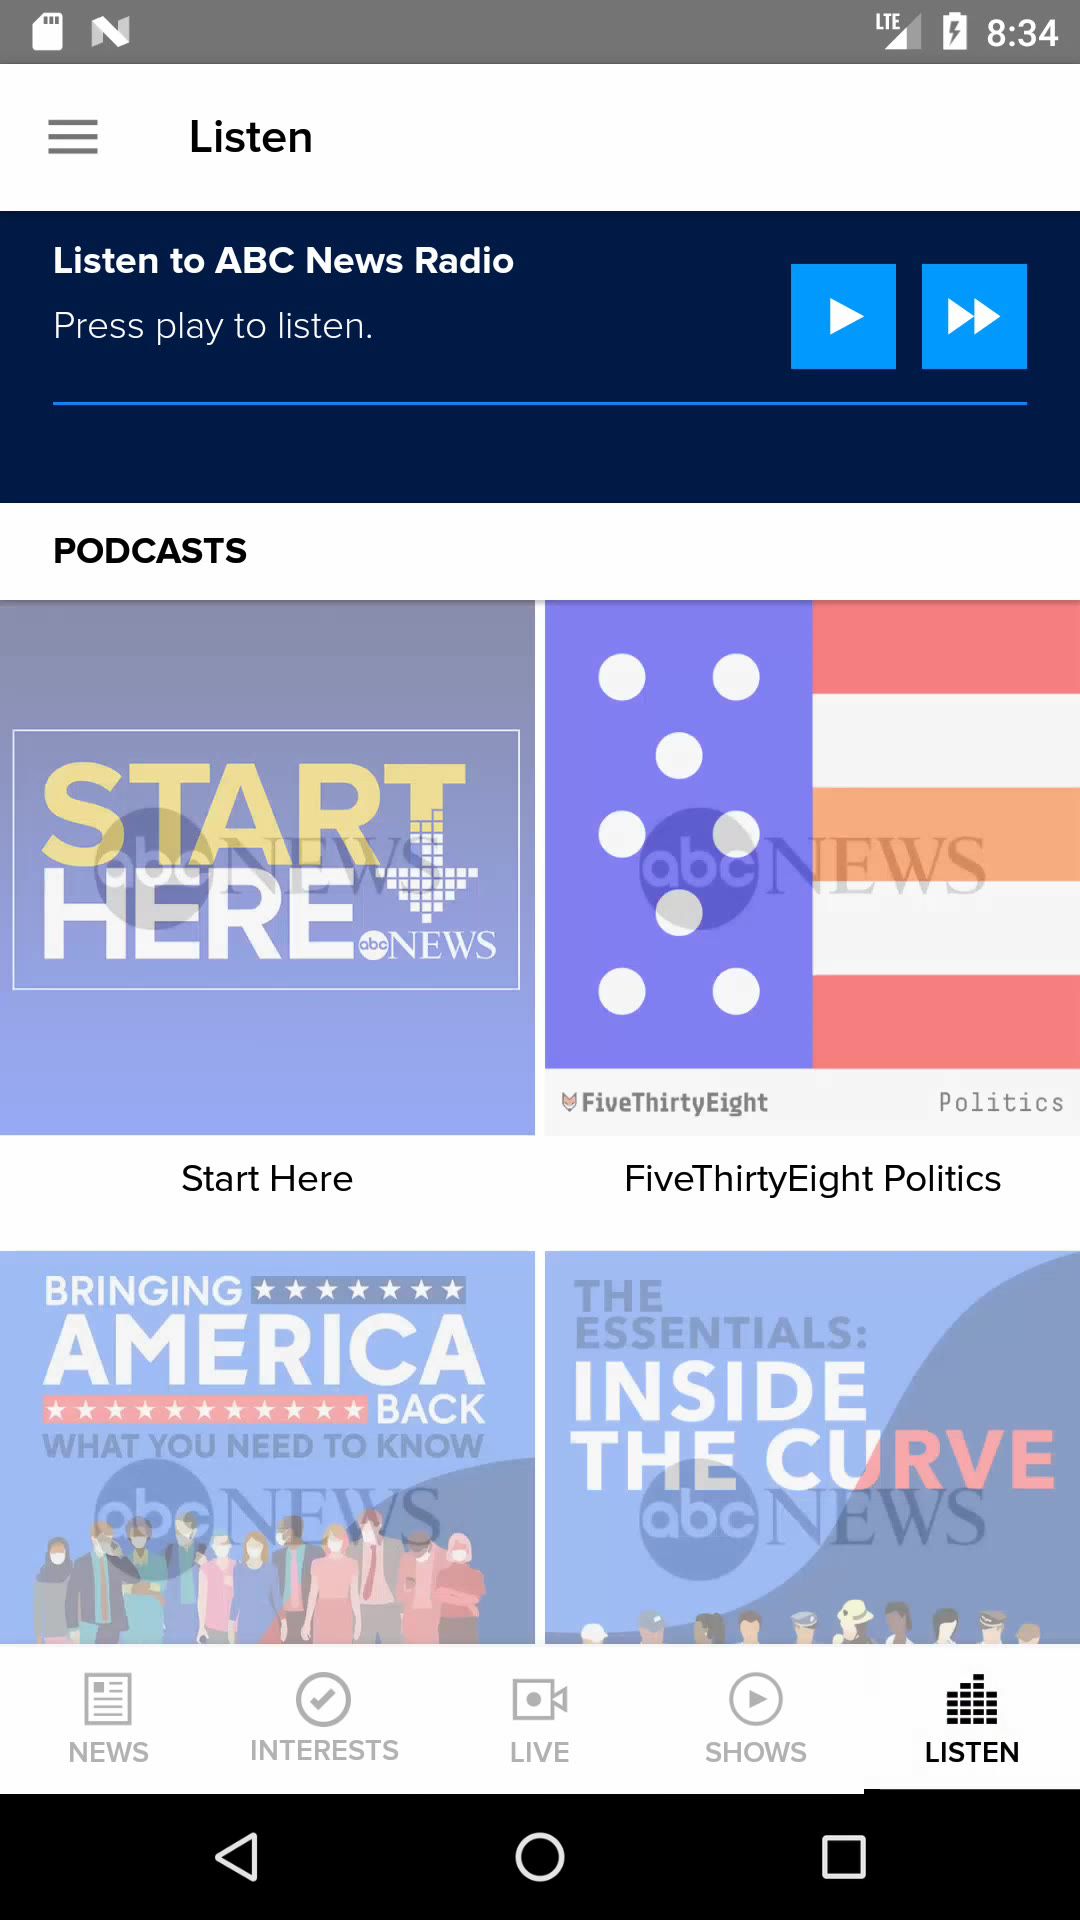 LTE 8:34
Listen
Listen to ABC News Radio
Press play to listen.
PODCASTS
START
HERE
abc NEWS
abc NEWS
FiveThirtyEight Politics
abc NEWS
Start Here
FiveThirtyEight Politics
BRINGING
AMERICA
BACK
WHAT YOU NEED TO KNOW
abc NEWS
THE
ESSENTIALS:
INSIDE
THE CURVE
abc NEWS
NEWS INTERESTS LIVE SHOWS LISTEN